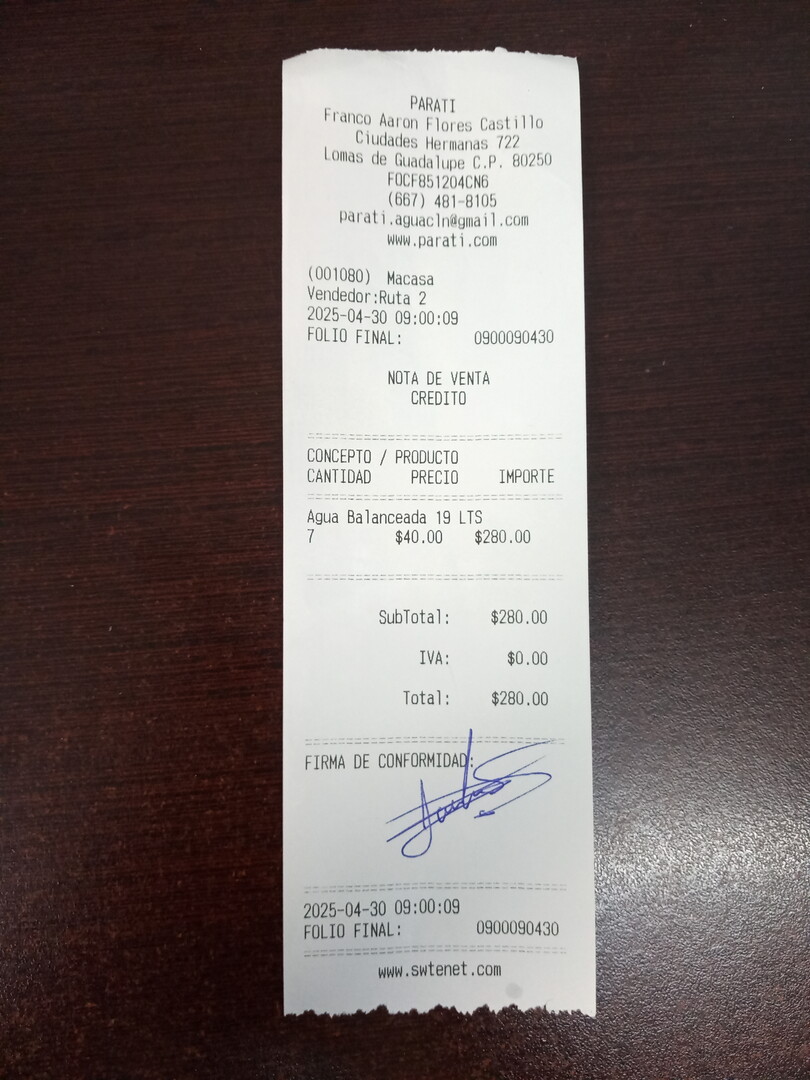 PARATI
Franco Aaron Flores Castillo
Ciudades Hermanas 722
Lomas de Guadalupe C.P. 80250
FOCF851204CN6
(667) 481-8105
parati.aguacln@gmail.com
www.parati.com
(001080) Macasa
Vendedor:Ruta 2
2025-04-30 09:00:09
FOLIO FINAL: 0900090430
NOTA DE VENTA
CREDITO
CONCEPTO / PRODUCTO
CANTIDAD PRECIO IMPORTE
Agua Balanceada 19 LTS
7 $40.00 $280.00
SubTotal: $280.00
IVA: $0.00
Total: $280.00
FIRMA DE CONFORMIDAD:
2025-04-30 09:00:09
FOLIO FINAL: 0900090430
www.swtenet.com